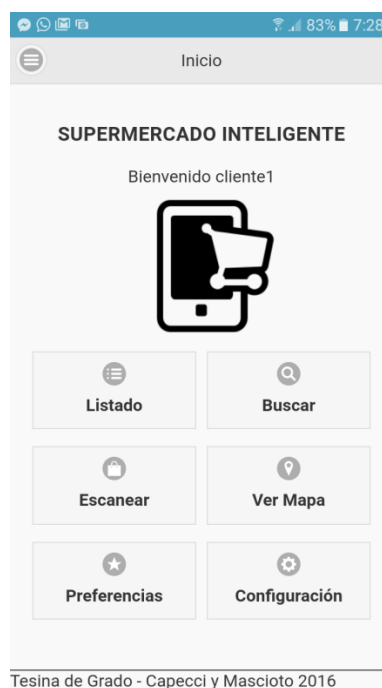 83% 7:28
Inicio
SUPERMERCADO INTELIGENTE
Bienvenido cliente1
Listado
Buscar
Escanear
Ver Mapa
Preferencias
Configuración
Tesina de Grado - Capecci y Mascioto 2016